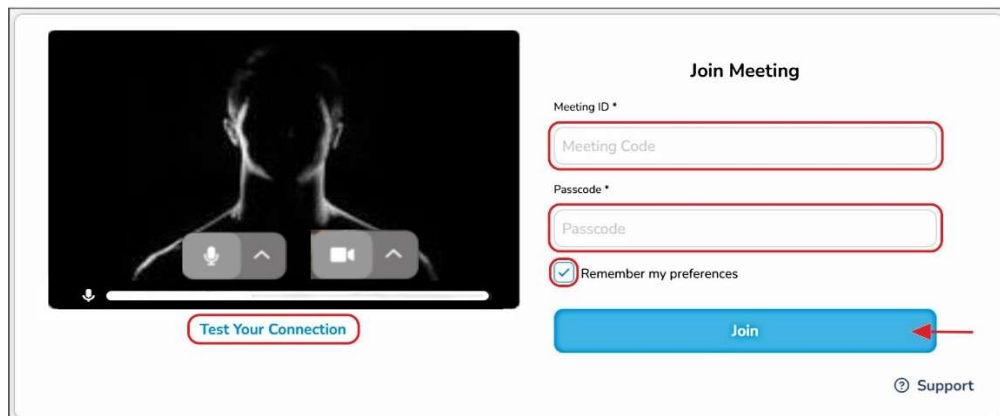 Join Meeting
Meeting ID *
Meeting Code
Passcode *
Passcode
Remember my preferences
Test Your Connection
Join
Support